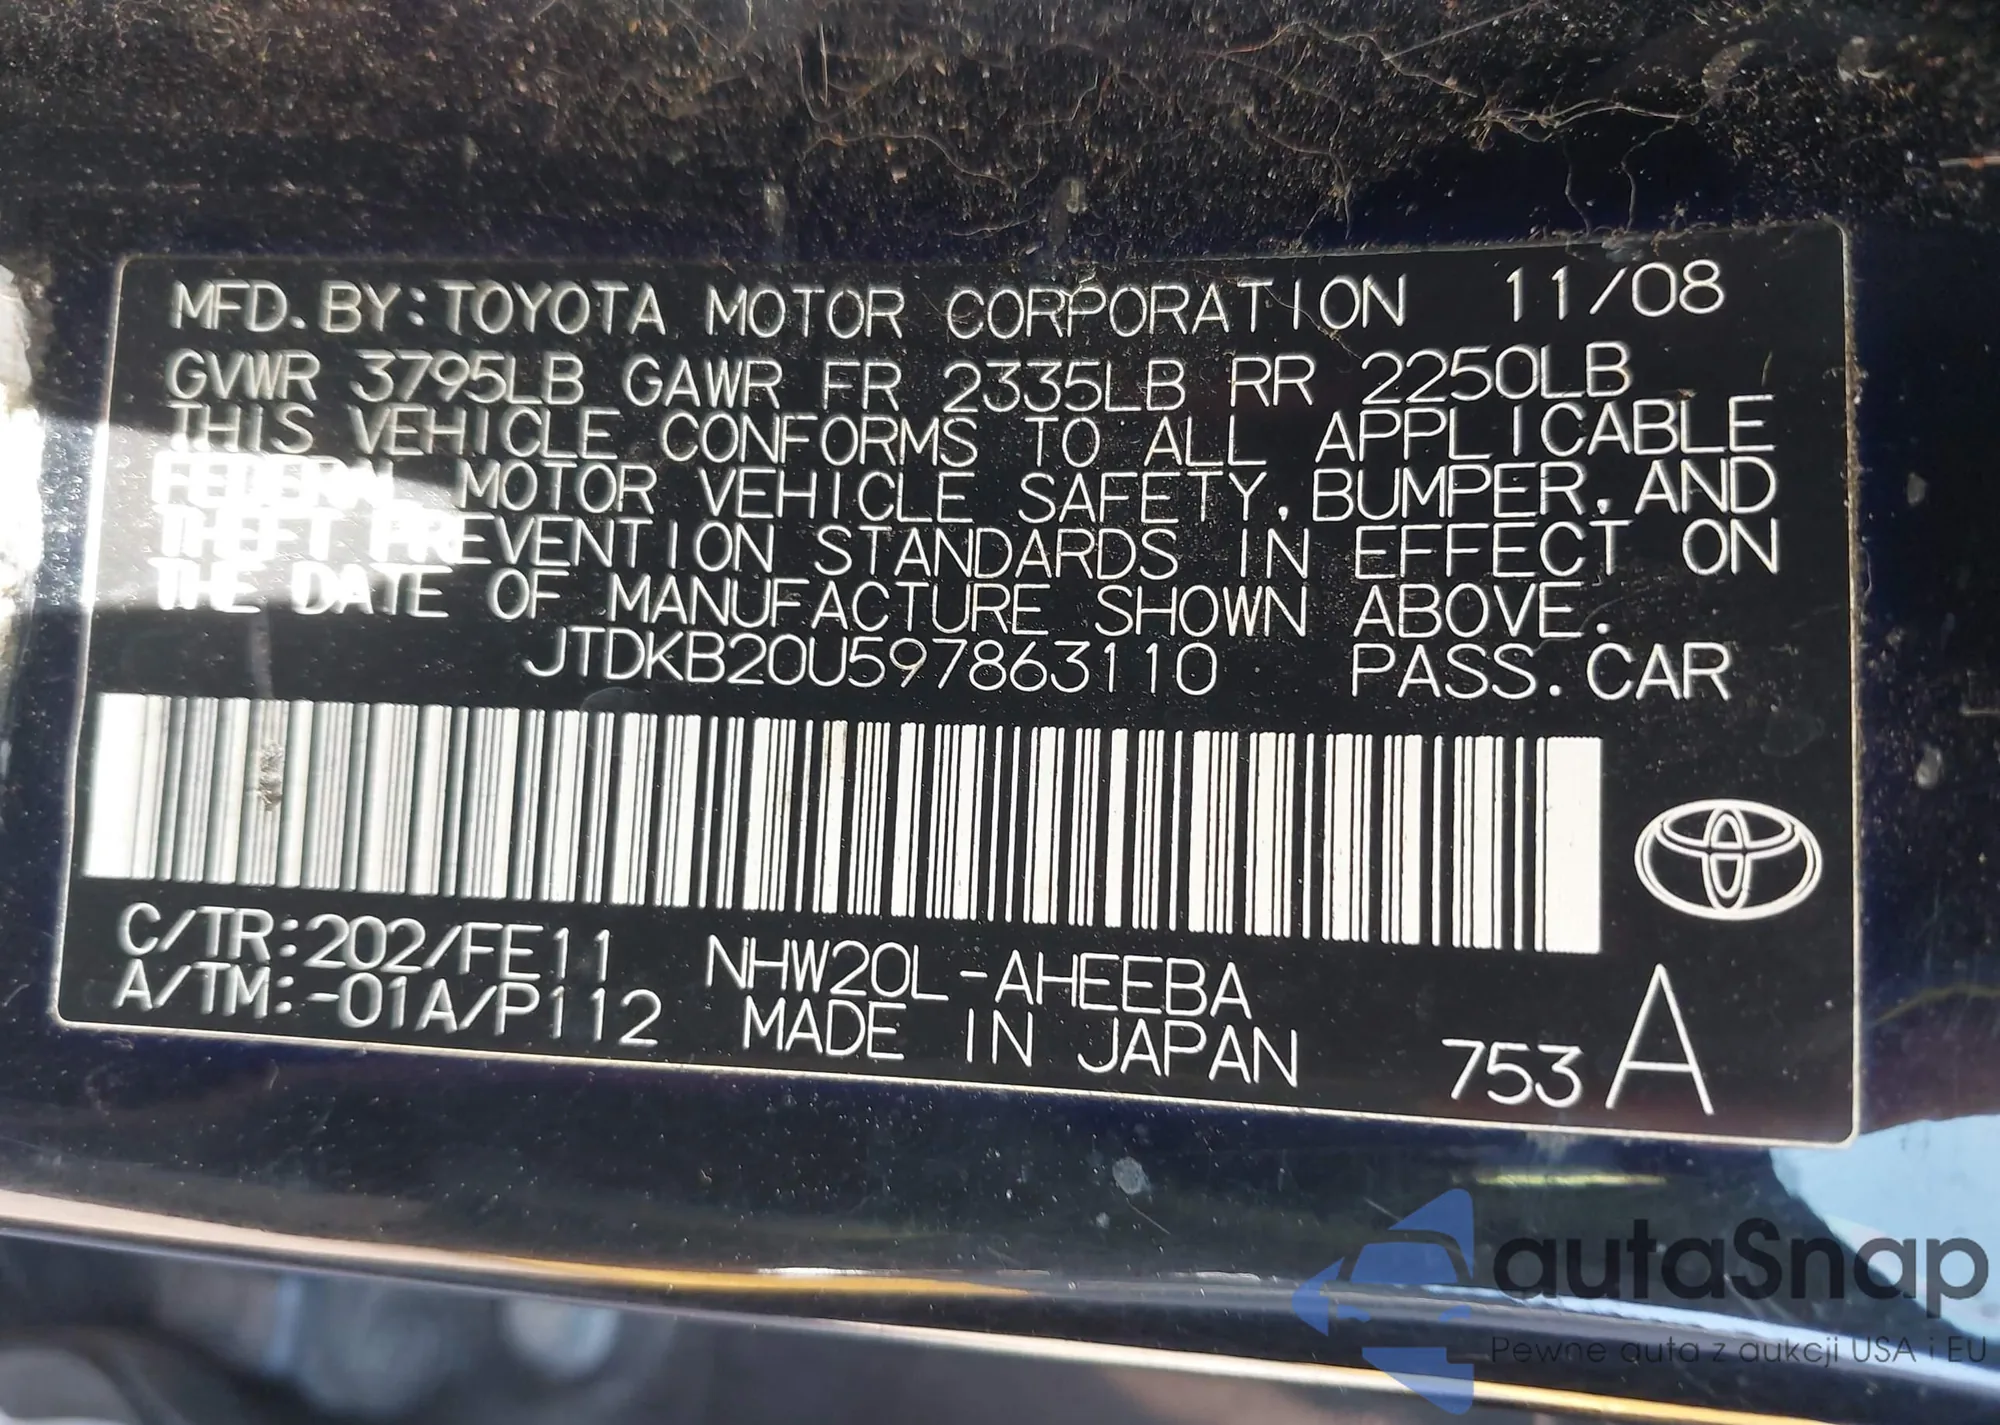 MFD. BY: TOYOTA MOTOR CORPORATION 11/08
GVWR 3795LB GAWR FR 2335LB RR 2250LB
THIS VEHICLE CONFORMS TO ALL APPLICABLE
FEDERAL MOTOR VEHICLE SAFETY, BUMPER, AND
THEFT PREVENTION STANDARDS IN EFFECT ON
THE DATE OF MANUFACTURE SHOWN ABOVE.
JTDKB20U597863110 PASS. CAR
C/TR:202/FE11 NHW20L-AHEEBA
A/TM:-01A/P112 MADE IN JAPAN 753 A
autaSnap
Pewne auta z aukcji USA i EU